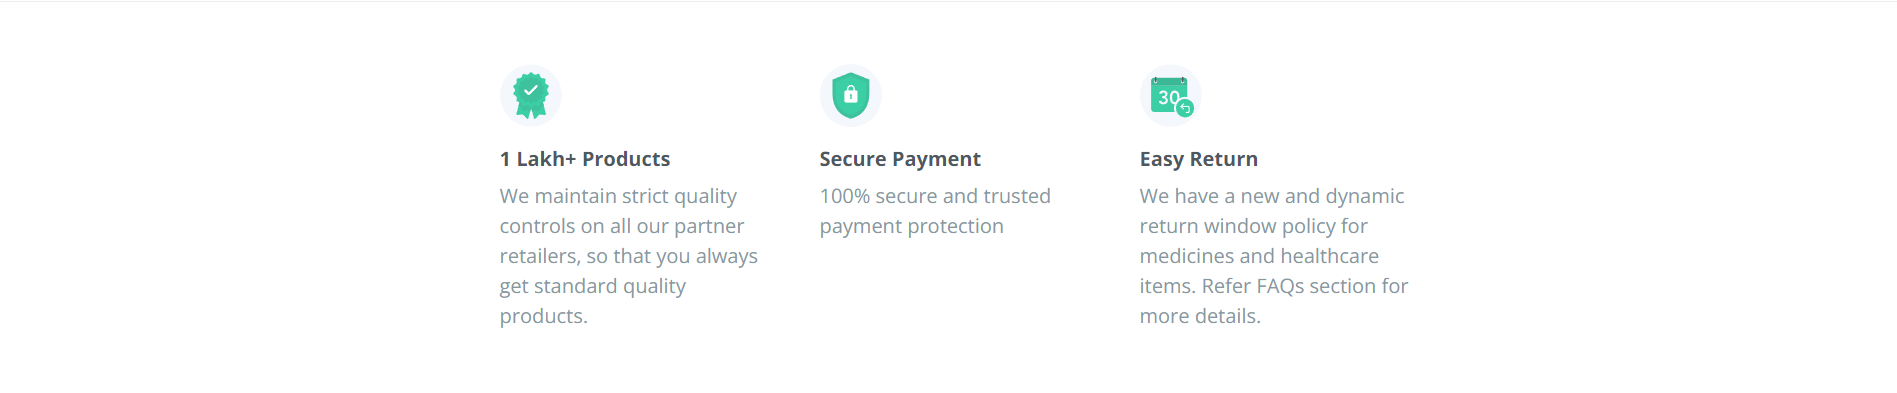 30
1 Lakh+ Products
We maintain strict quality
controls on all our partner
retailers, so that you always
get standard quality
products.
Secure Payment
100% secure and trusted
payment protection
Easy Return
We have a new and dynamic
return window policy for
medicines and healthcare
items. Refer FAQs section for
more details.